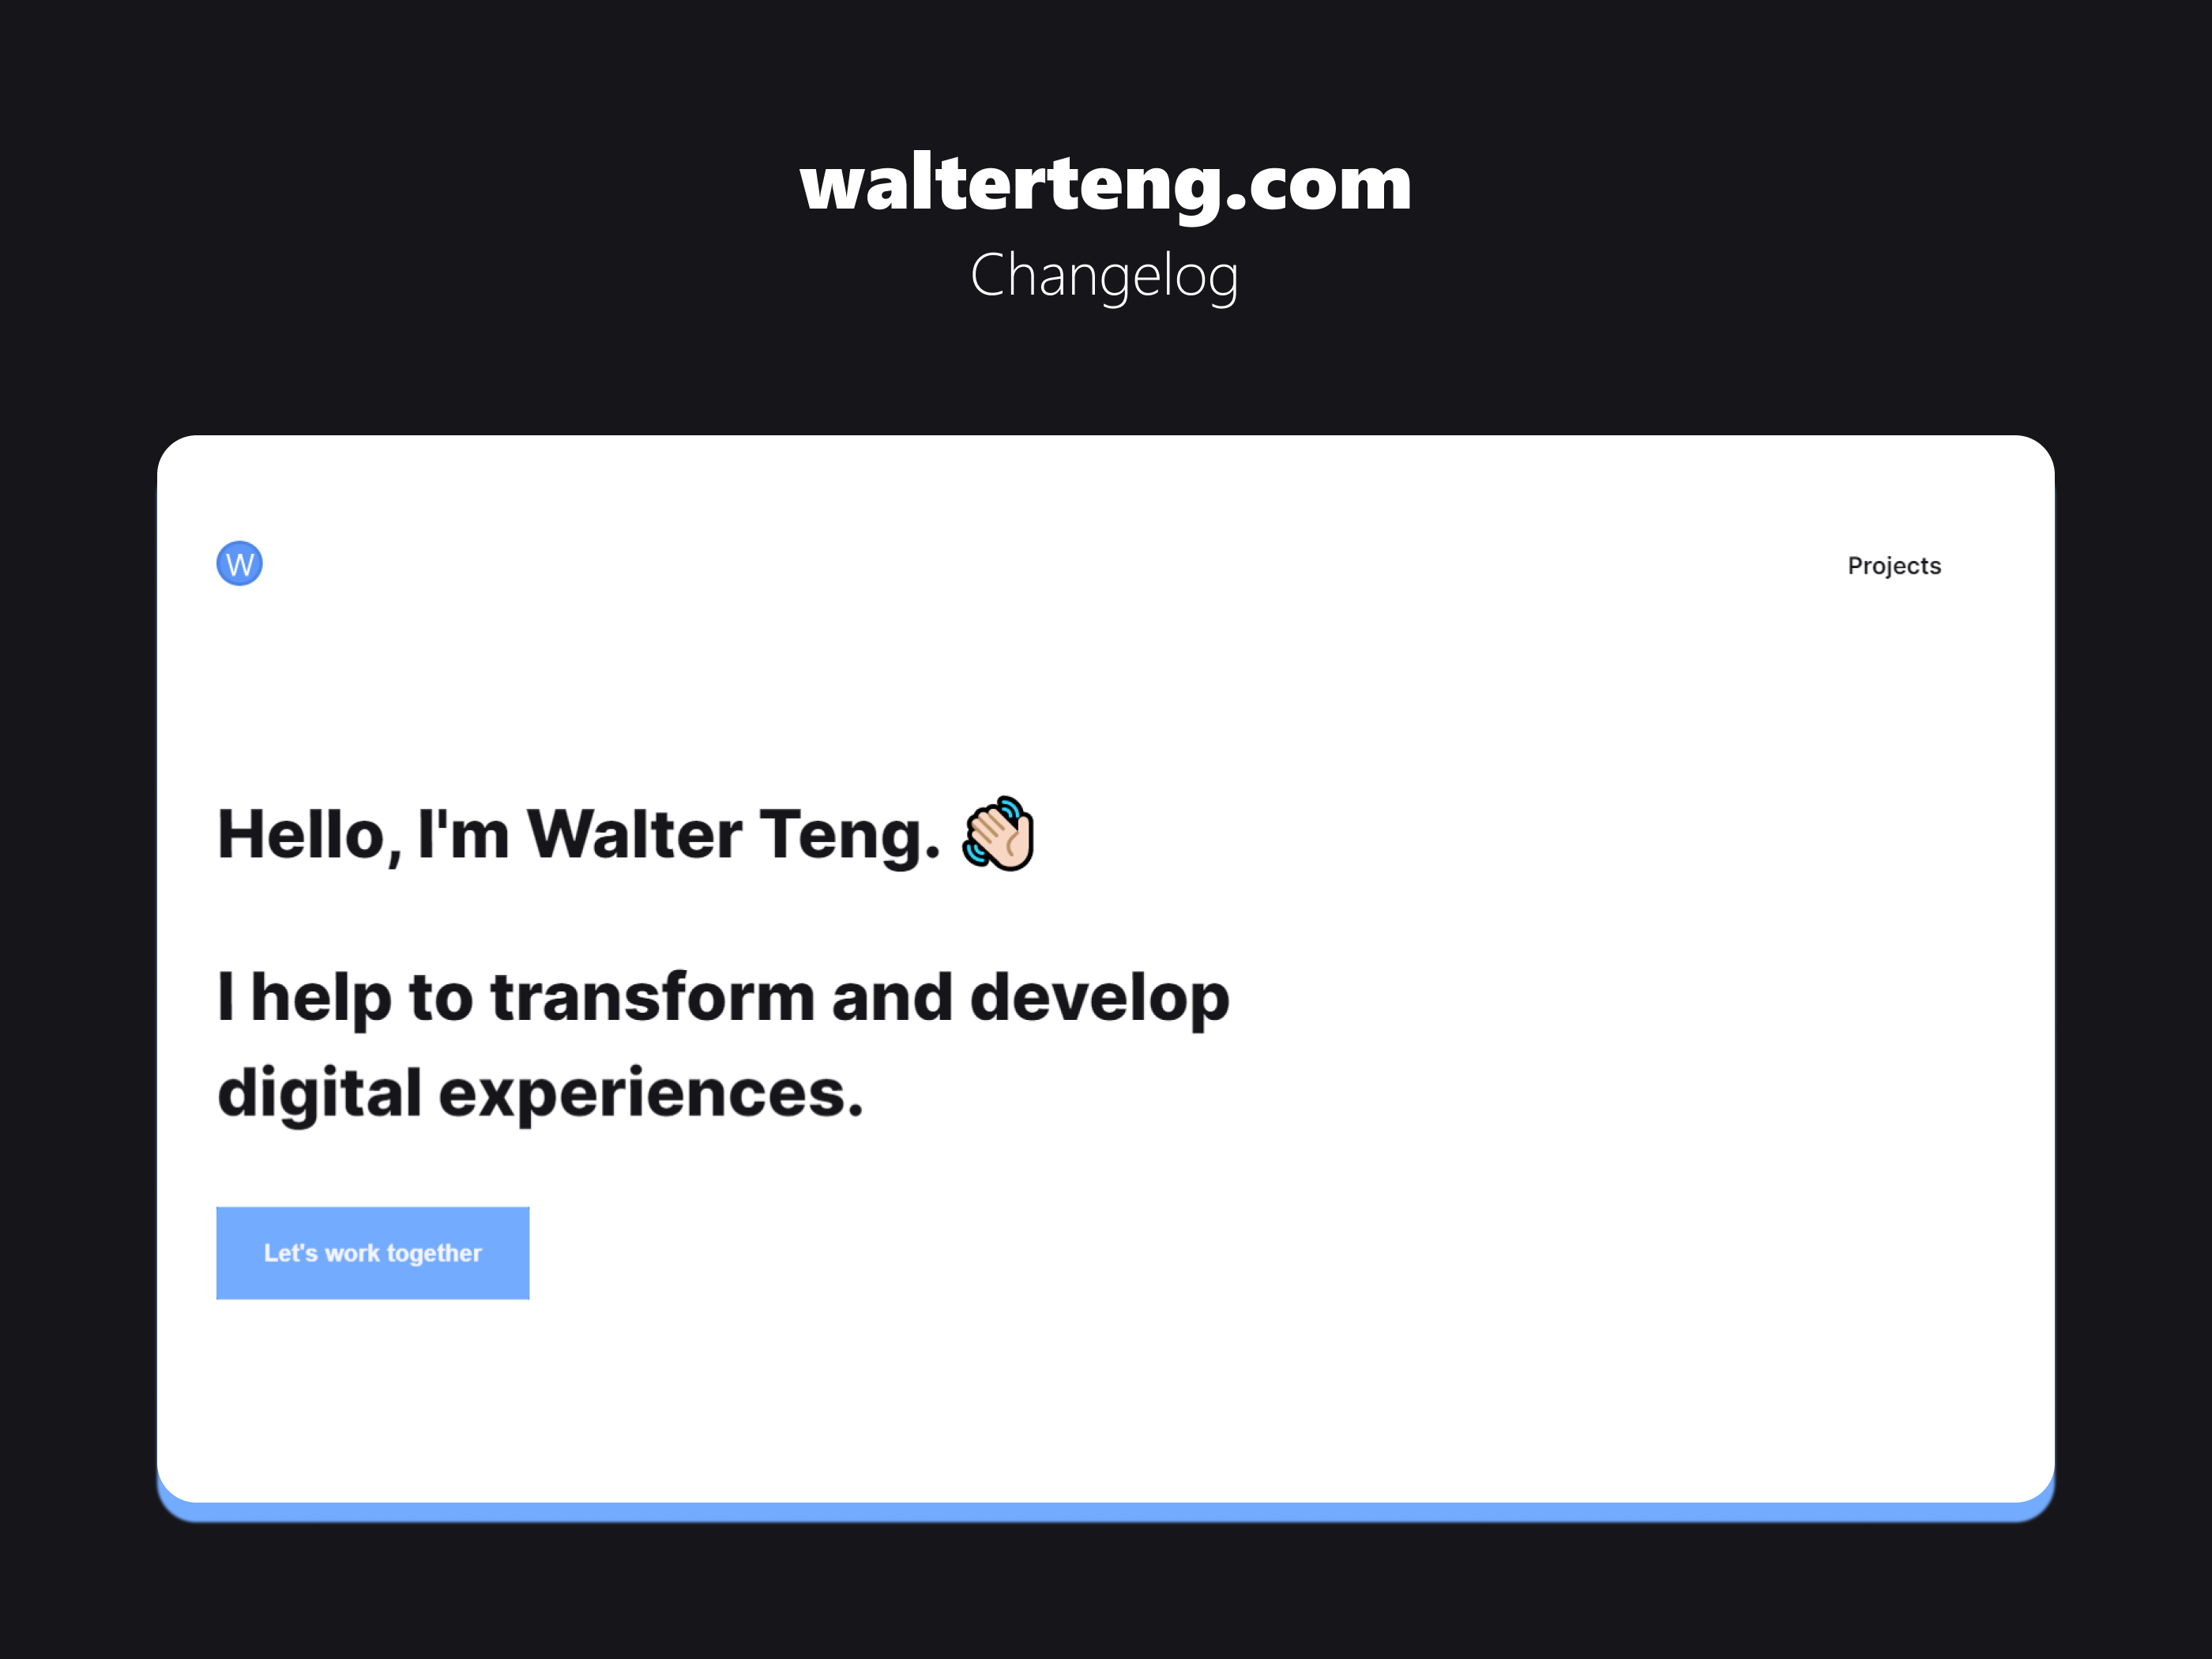 walterteng.com
Changelog
W
Projects
Hello, I'm Walter Teng. 👋🏻
I help to transform and develop
digital experiences.
Let's work together